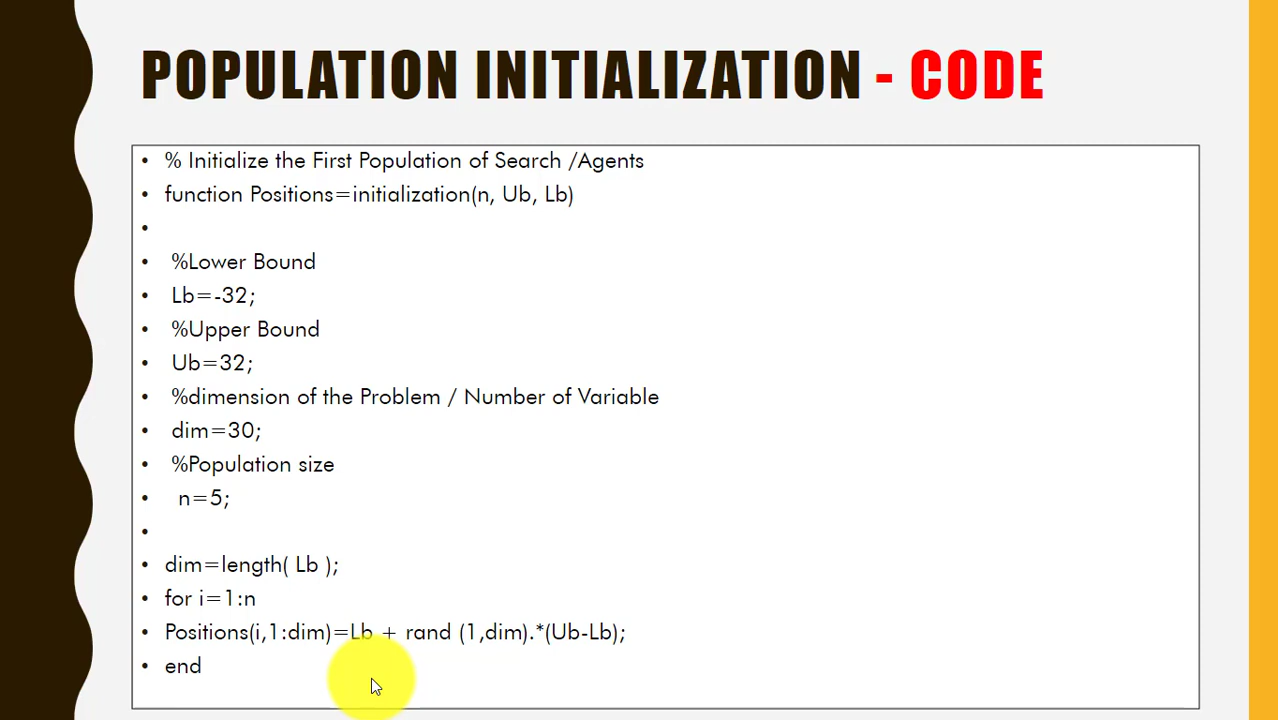 POPULATION INITIALIZATION - CODE
• % Initialize the First Population of Search /Agents
• function Positions=initialization(n, Ub, Lb)
•
• %Lower Bound
• Lb=-32;
• %Upper Bound
• Ub=32;
• %dimension of the Problem / Number of Variable
• dim=30;
• %Population size
• n=5;
•
• dim=length( Lb );
• for i=1:n
• Positions(i,1:dim)=Lb + rand (1,dim).*(Ub-Lb);
• end